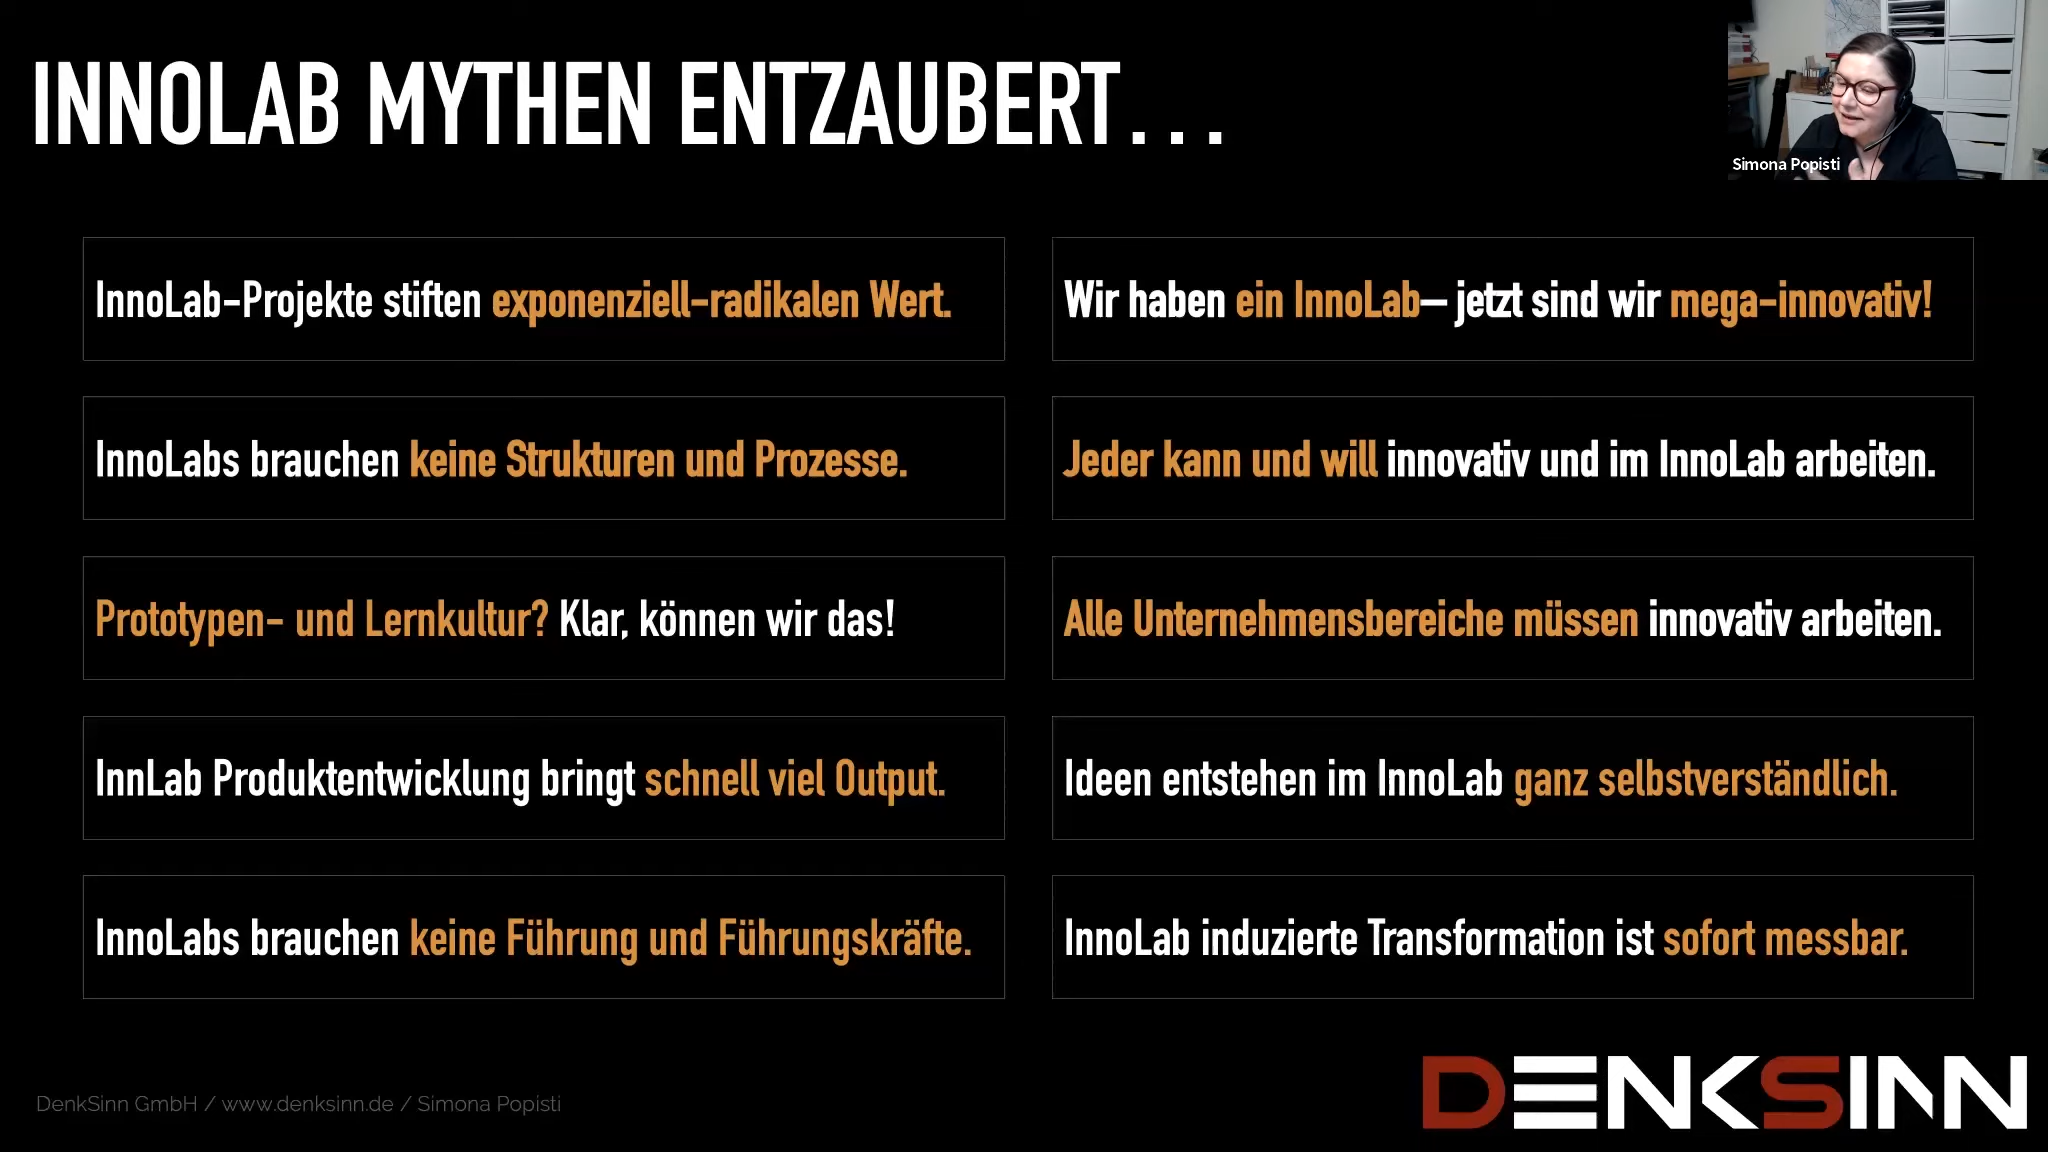 INNOLAB MYTHEN ENTZAUBERT...
Simona Popisti
InnoLab-Projekte stiften exponenziell-radikalen Wert.
Wir haben ein InnoLab– jetzt sind wir mega-innovativ!
InnoLabs brauchen keine Strukturen und Prozesse.
Jeder kann und will innovativ und im InnoLab arbeiten.
Prototypen- und Lernkultur? Klar, können wir das!
Alle Unternehmensbereiche müssen innovativ arbeiten.
InnLab Produktentwicklung bringt schnell viel Output.
Ideen entstehen im InnoLab ganz selbstverständlich.
InnoLabs brauchen keine Führung und Führungskräfte.
InnoLab induzierte Transformation ist sofort messbar.
DenkSinn GmbH / www.denksinn.de / Simona Popisti
DENKSINN